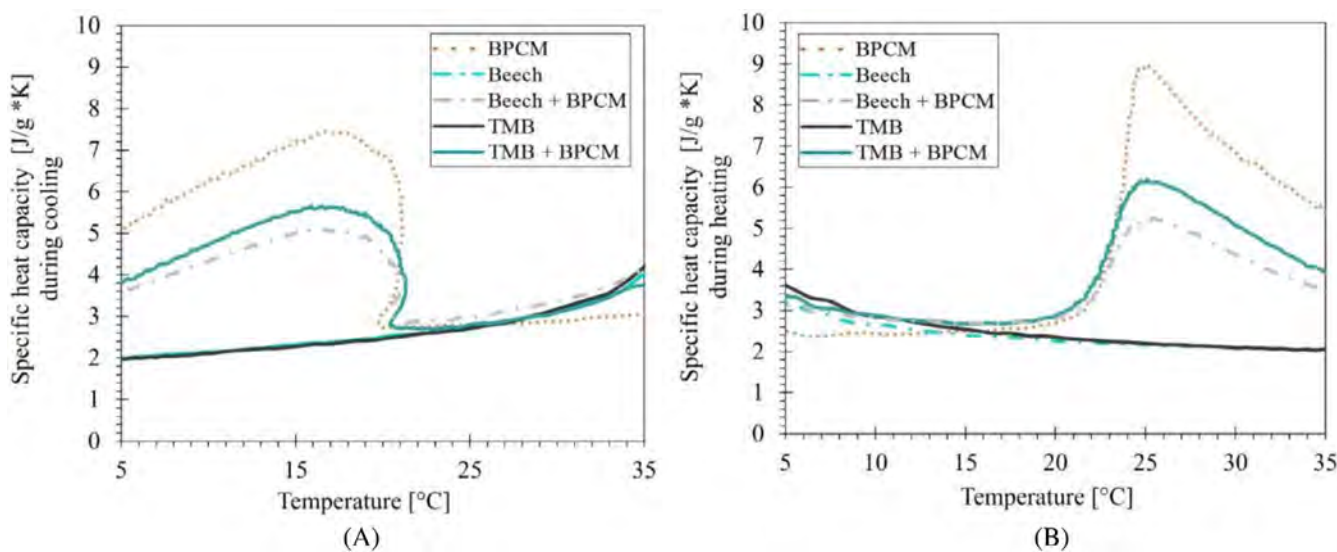 Specific heat capacity [J/g *K]
during cooling
10
9
8
7
6
5
4
3
2
1
0
BPCM
Beech
Beech + BPCM
TMB
TMB + BPCM
5 15 25 35
Temperature [°C]
(A)
Specific heat capacity [J/g *K]
during heating
10
9
8
7
6
5
4
3
2
1
0
BPCM
Beech
Beech + BPCM
TMB
TMB + BPCM
5 10 15 20 25 30 35
Temperature [°C]
(B)